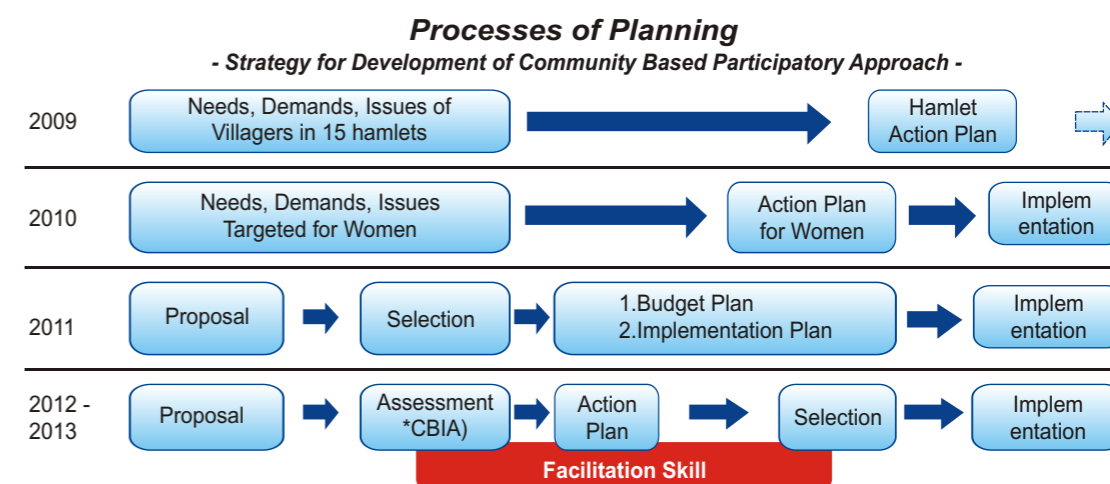 Processes of Planning
- Strategy for Development of Community Based Participatory Approach -
2009
Needs, Demands, Issues of
Villagers in 15 hamlets
Hamlet
Action Plan
2010
Needs, Demands, Issues
Targeted for Women
Action Plan
for Women
Implem
entation
2011
Proposal
Selection
1.Budget Plan
2.Implementation Plan
Implem
entation
2012 -
2013
Proposal
Assessment
*CBIA)
Action
Plan
Selection
Implem
entation
Facilitation Skill